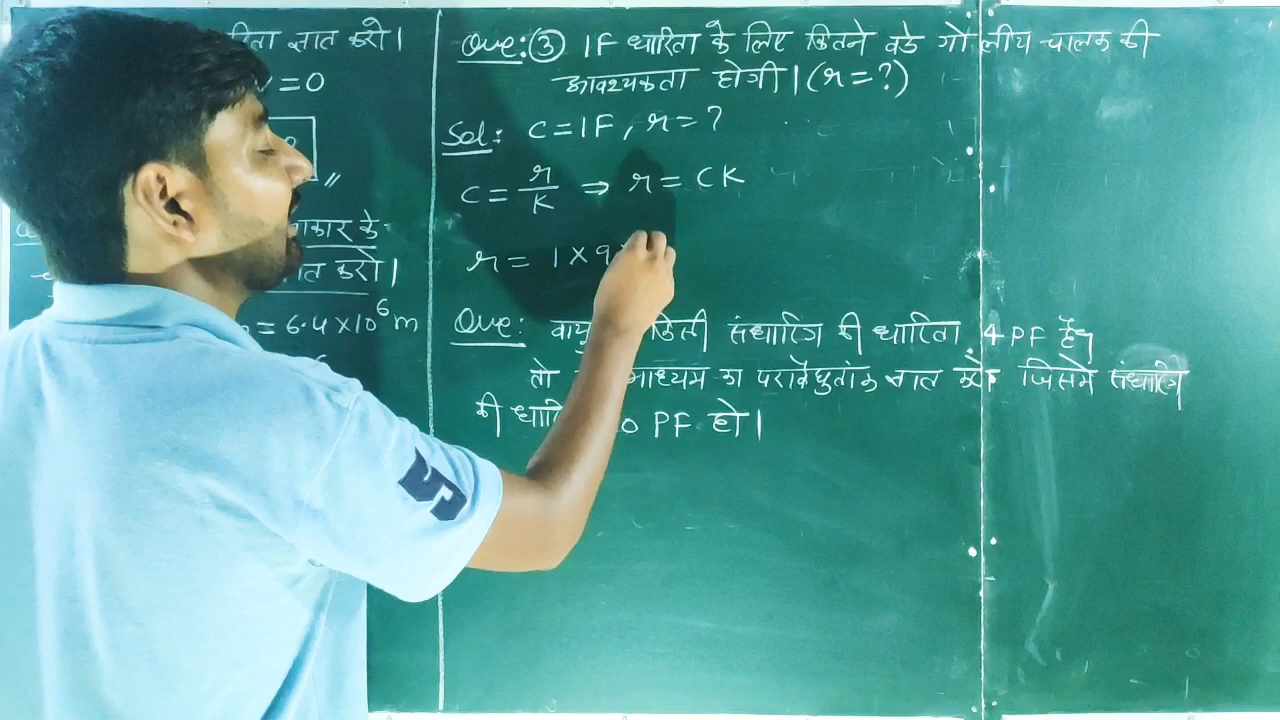 ज्ञात करो।
v = 0
ज्ञात करो।
= 6.4 × 10⁶ m
Que: ③ 1F धारिता के लिए कितने बडे गोलीय चालक की
आवश्यकता होगी। (r = ?)
Sol: C = 1F, r = ?
C = r/K ⇒ r = CK
r = 1 × 9
Que: संधारित्र की धारिता 4 PF है,
तो माध्यम का परावैधुतांक ज्ञात करो जिसमे संधारित्र
की PF हो।